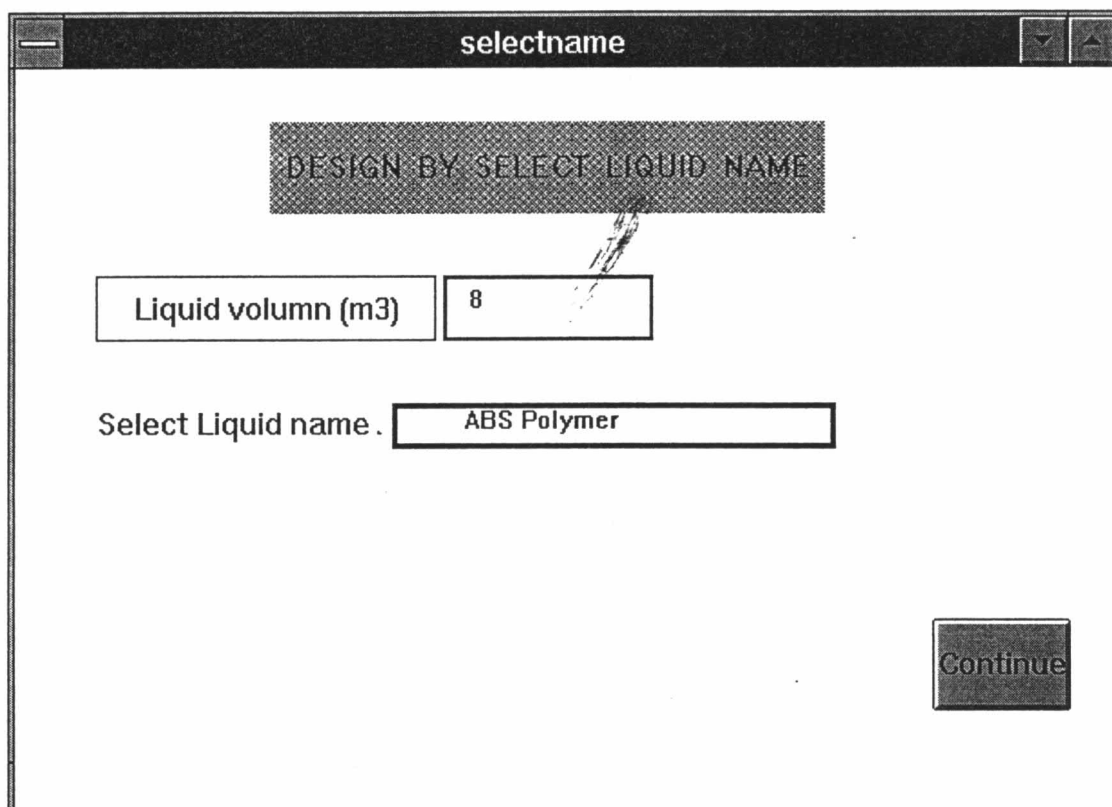 selectname
DESIGN BY SELECT LIQUID NAME
Liquid volumn (m3) 8
Select Liquid name. ABS Polymer
Continue